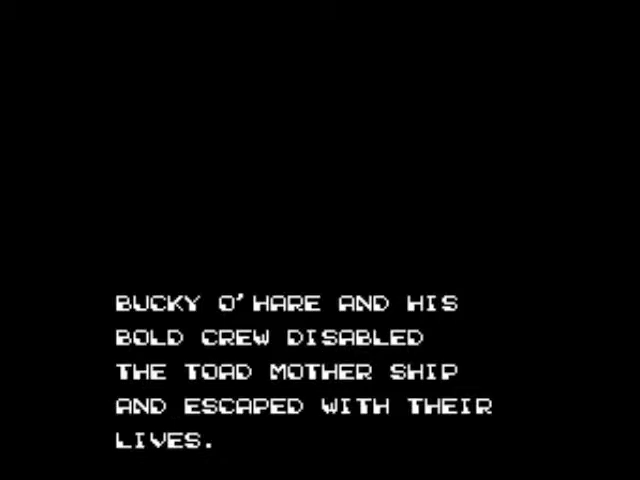 BUCKY O'HARE AND HIS
BOLD CREW DISABLED
THE TOAD MOTHER SHIP
AND ESCAPED WITH THEIR
LIVES.